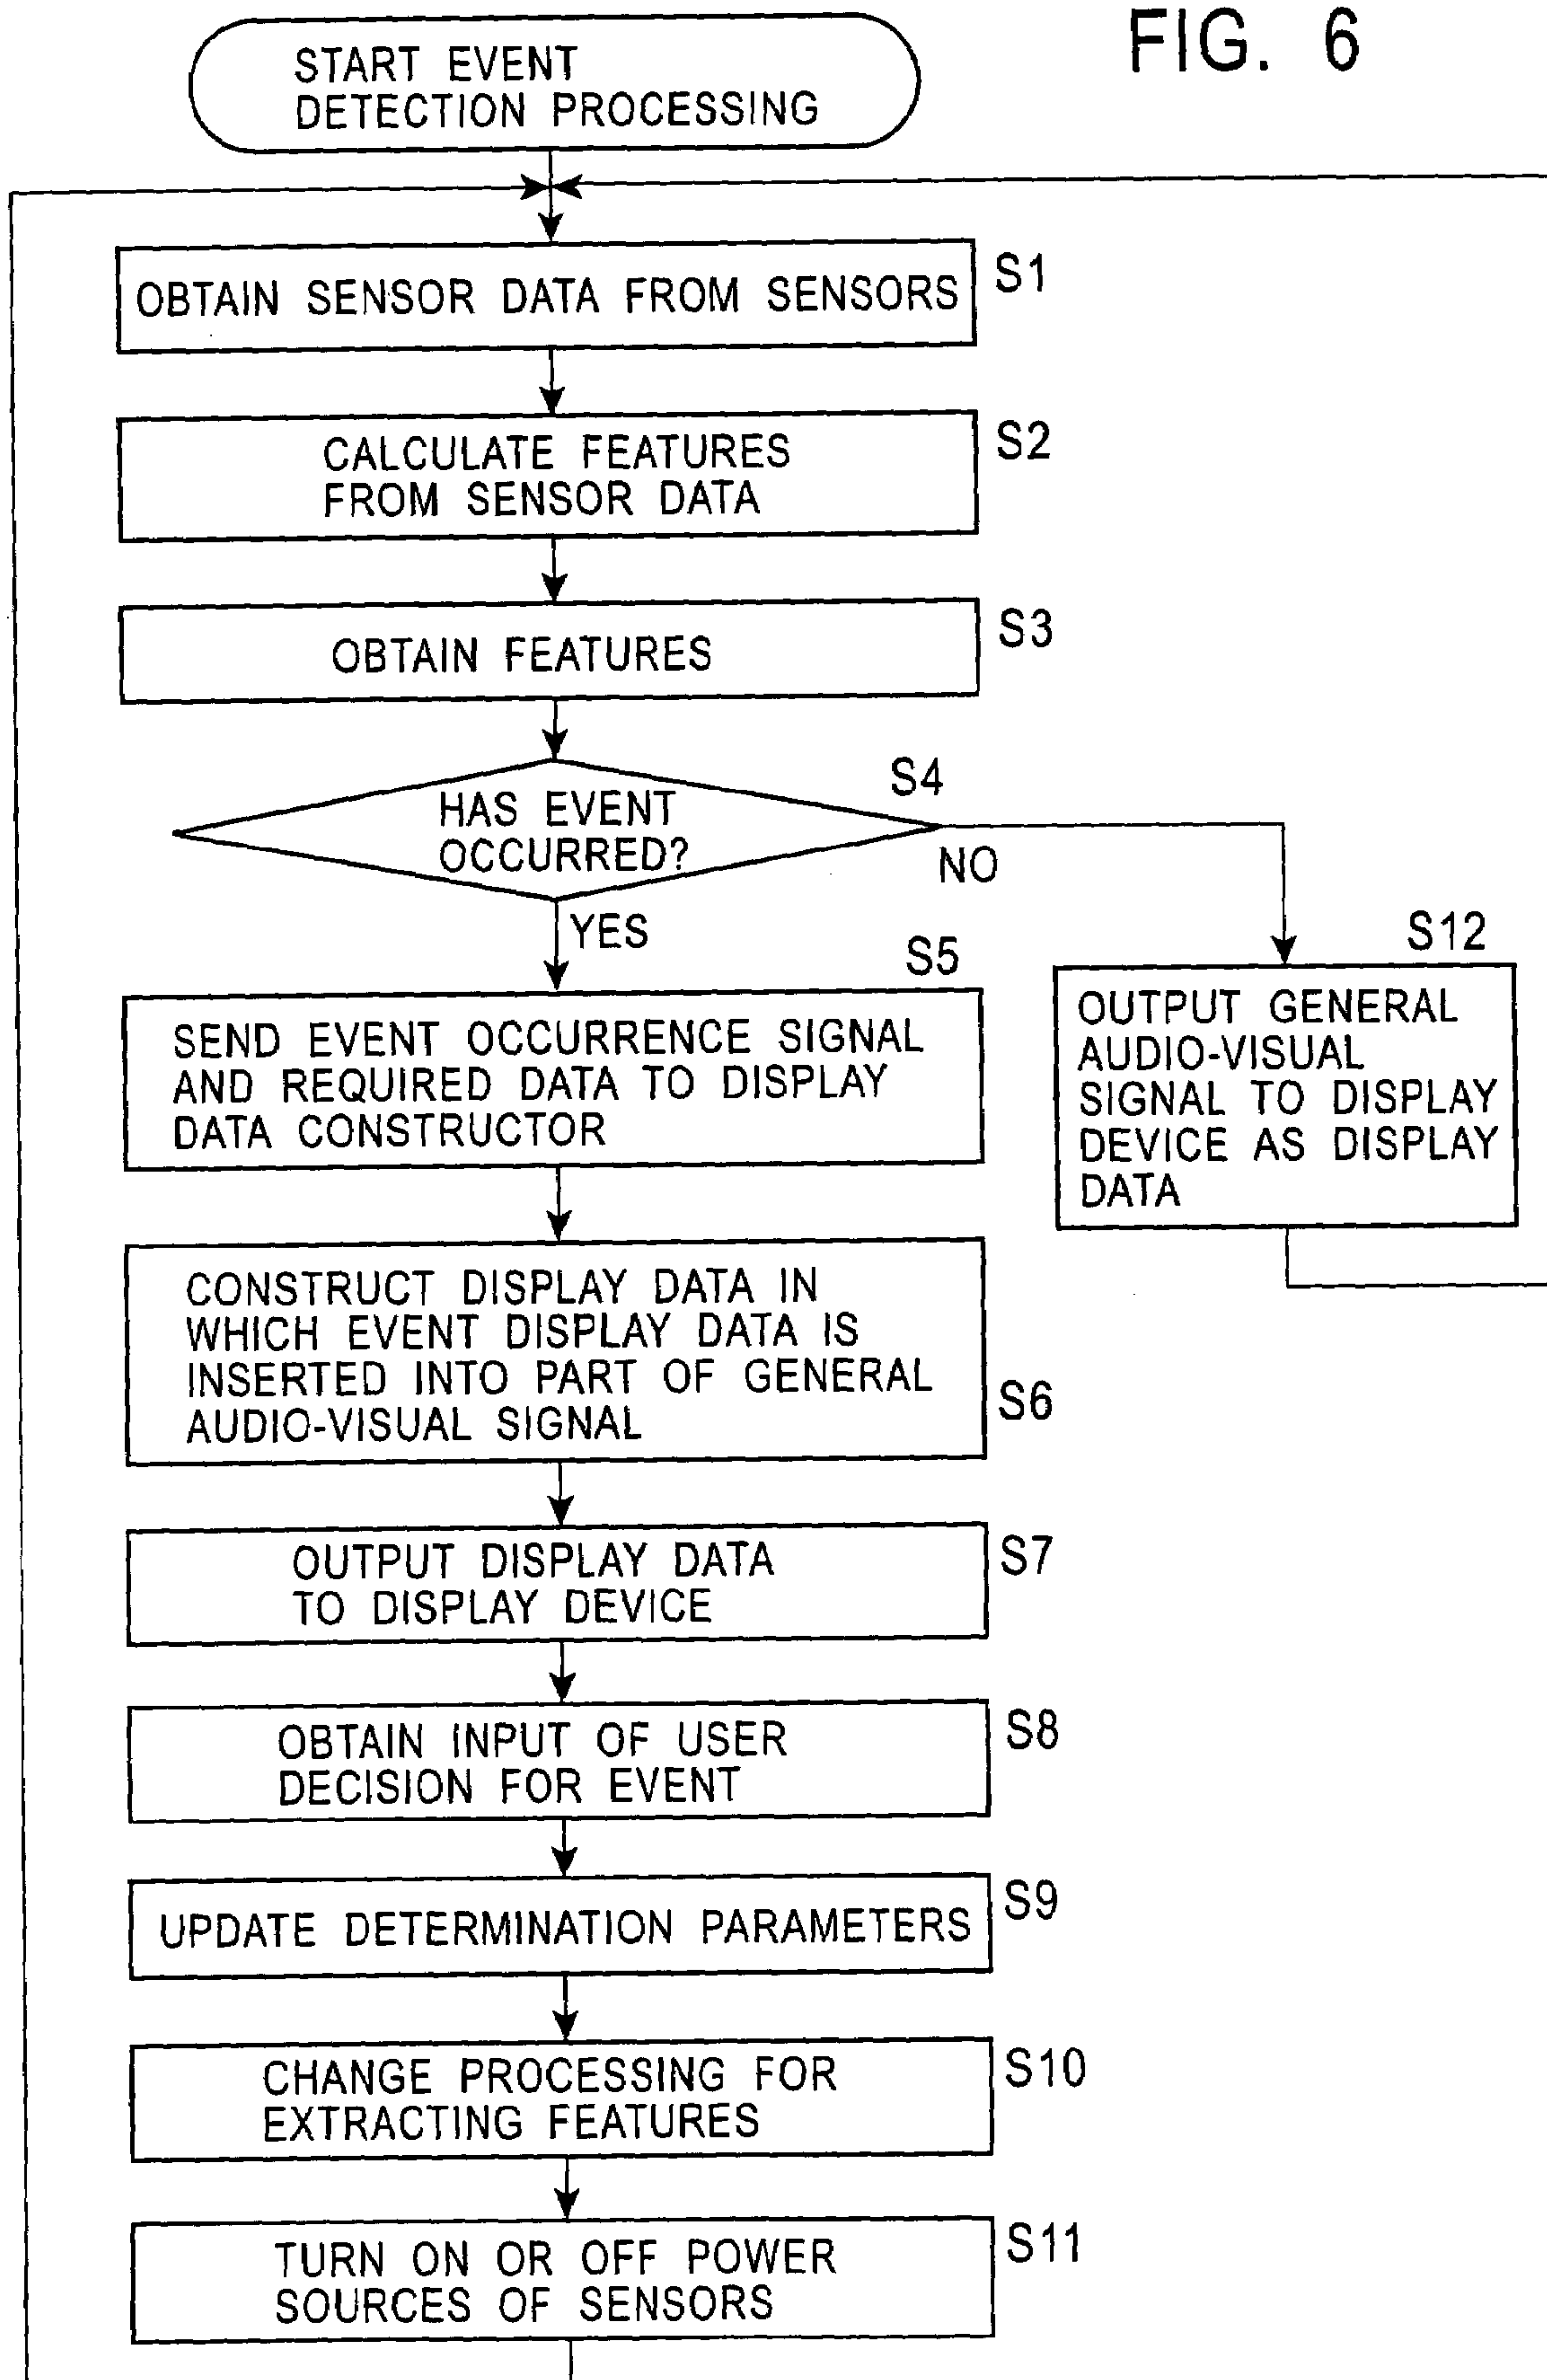 FIG. 6
START EVENT
DETECTION PROCESSING
OBTAIN SENSOR DATA FROM SENSORS
S1
CALCULATE FEATURES
FROM SENSOR DATA
S2
OBTAIN FEATURES
S3
HAS EVENT
OCCURRED?
S4
NO
YES
S5
SEND EVENT OCCURRENCE SIGNAL
AND REQUIRED DATA TO DISPLAY
DATA CONSTRUCTOR
S12
OUTPUT GENERAL
AUDIO-VISUAL
SIGNAL TO DISPLAY
DEVICE AS DISPLAY
DATA
CONSTRUCT DISPLAY DATA IN
WHICH EVENT DISPLAY DATA IS
INSERTED INTO PART OF GENERAL
AUDIO-VISUAL SIGNAL
S6
OUTPUT DISPLAY DATA
TO DISPLAY DEVICE
S7
OBTAIN INPUT OF USER
DECISION FOR EVENT
S8
UPDATE DETERMINATION PARAMETERS
S9
CHANGE PROCESSING FOR
EXTRACTING FEATURES
S10
TURN ON OR OFF POWER
SOURCES OF SENSORS
S11